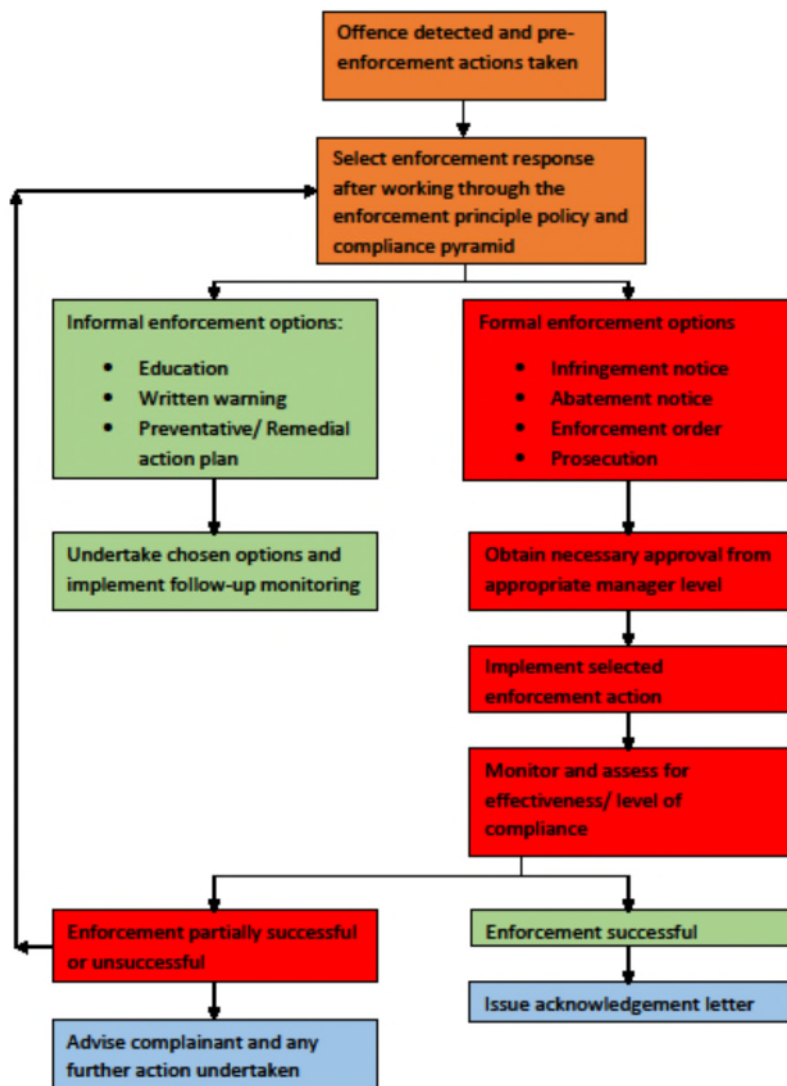 Offence detected and pre-
enforcement actions taken
Select enforcement response
after working through the
enforcement principle policy and
compliance pyramid
Informal enforcement options:
• Education
• Written warning
• Preventative/ Remedial
action plan
Formal enforcement options
• Infringement notice
• Abatement notice
• Enforcement order
• Prosecution
Undertake chosen options and
implement follow-up monitoring
Obtain necessary approval from
appropriate manager level
Implement selected
enforcement action
Monitor and assess for
effectiveness/ level of
compliance
Enforcement partially successful
or unsuccessful
Enforcement successful
Advise complainant and any
further action undertaken
Issue acknowledgement letter